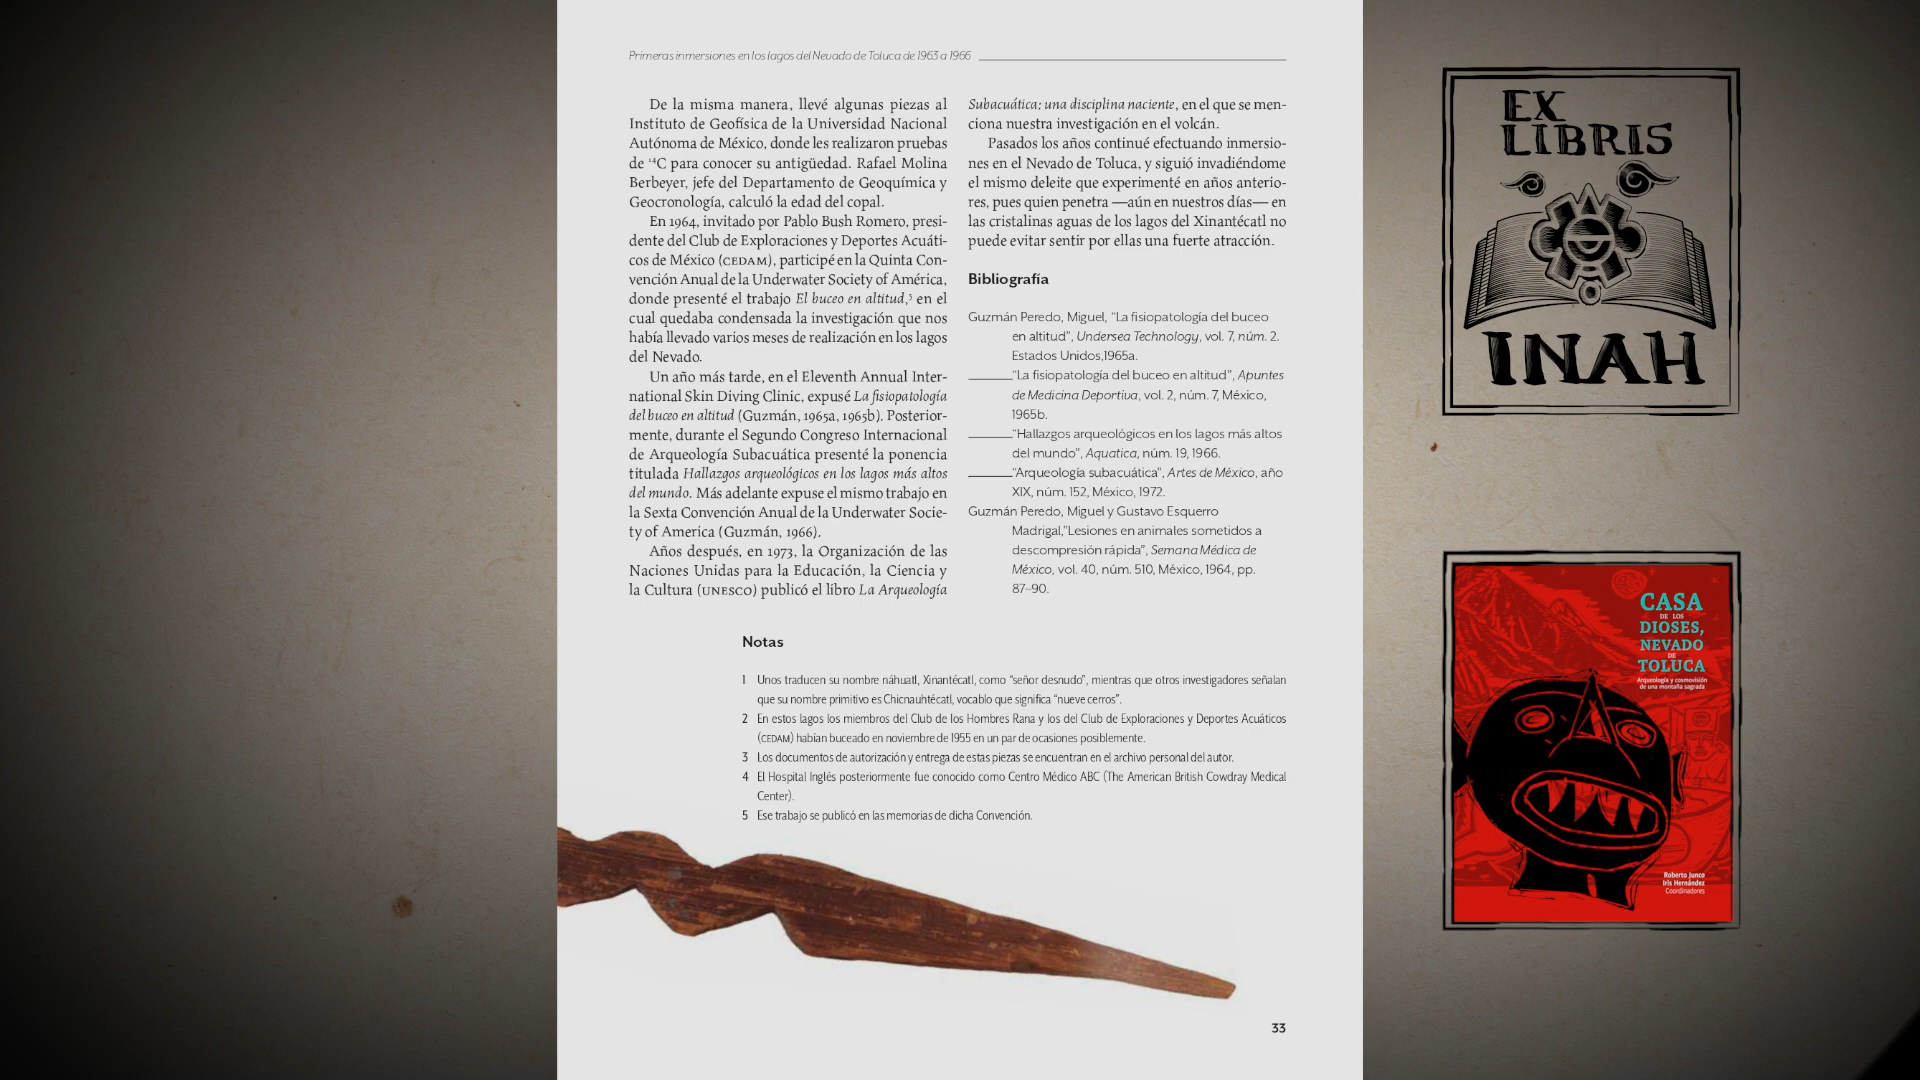 Primeras inmersiones en los lagos del Nevado de Toluca de 1963 a 1966
De la misma manera, llevé algunas piezas al
Instituto de Geofísica de la Universidad Nacional
Autónoma de México, donde les realizaron pruebas
de ¹⁴C para conocer su antigüedad. Rafael Molina
Berbeyer, jefe del Departamento de Geoquímica y
Geocronología, calculó la edad del copal.
En 1964, invitado por Pablo Bush Romero, presi-
dente del Club de Exploraciones y Deportes Acuáti-
cos de México (CEDAM), participé en la Quinta Con-
vención Anual de la Underwater Society of América,
donde presenté el trabajo El buceo en altitud,⁵ en el
cual quedaba condensada la investigación que nos
había llevado varios meses de realización en los lagos
del Nevado.
Un año más tarde, en el Eleventh Annual Inter-
national Skin Diving Clinic, expusé La fisiopatología
del buceo en altitud (Guzmán, 1965a, 1965b). Posterior-
mente, durante el Segundo Congreso Internacional
de Arqueología Subacuática presenté la ponencia
titulada Hallazgos arqueológicos en los lagos más altos
del mundo. Más adelante expuse el mismo trabajo en
la Sexta Convención Anual de la Underwater Socie-
ty of America (Guzmán, 1966).
Años después, en 1973, la Organización de las
Naciones Unidas para la Educación, la Ciencia y
la Cultura (UNESCO) publicó el libro La Arqueología
Subacuática; una disciplina naciente, en el que se men-
ciona nuestra investigación en el volcán.
Pasados los años continué efectuando inmersio-
nes en el Nevado de Toluca, y siguió invadiéndome
el mismo deleite que experimenté en años anterio-
res, pues quien penetra —aún en nuestros días— en
las cristalinas aguas de los lagos del Xinantécatl no
puede evitar sentir por ellas una fuerte atracción.
Bibliografía
Guzmán Peredo, Miguel, "La fisiopatología del buceo
en altitud", Undersea Technology, vol. 7, núm. 2.
Estados Unidos,1965a.
______"La fisiopatología del buceo en altitud", Apuntes
de Medicina Deportiva, vol. 2, núm. 7, México,
1965b.
______"Hallazgos arqueológicos en los lagos más altos
del mundo", Aquatica, núm. 19, 1966.
______"Arqueología subacuática", Artes de México, año
XIX, núm. 152, México, 1972.
Guzmán Peredo, Miguel y Gustavo Esquerro
Madrigal,"Lesiones en animales sometidos a
descompresión rápida", Semana Médica de
México, vol. 40, núm. 510, México, 1964, pp.
87–90.
Notas
1 Unos traducen su nombre náhuatl, Xinantécatl, como "señor desnudo", mientras que otros investigadores señalan
que su nombre primitivo es Chicnauhtécatl, vocablo que significa "nueve cerros".
2 En estos lagos los miembros del Club de los Hombres Rana y los del Club de Exploraciones y Deportes Acuáticos
(CEDAM) habían buceado en noviembre de 1955 en un par de ocasiones posiblemente.
3 Los documentos de autorización y entrega de estas piezas se encuentran en el archivo personal del autor.
4 El Hospital Inglés posteriormente fue conocido como Centro Médico ABC (The American British Cowdray Medical
Center).
5 Ese trabajo se publicó en las memorias de dicha Convención.
33
EX
LIBRIS
INAH
CASA
DE LOS
DIOSES,
NEVADO
DE
TOLUCA
Arqueología y cosmovisión
de una montaña sagrada
Roberto Junco
Iris Hernández
Coordinadores